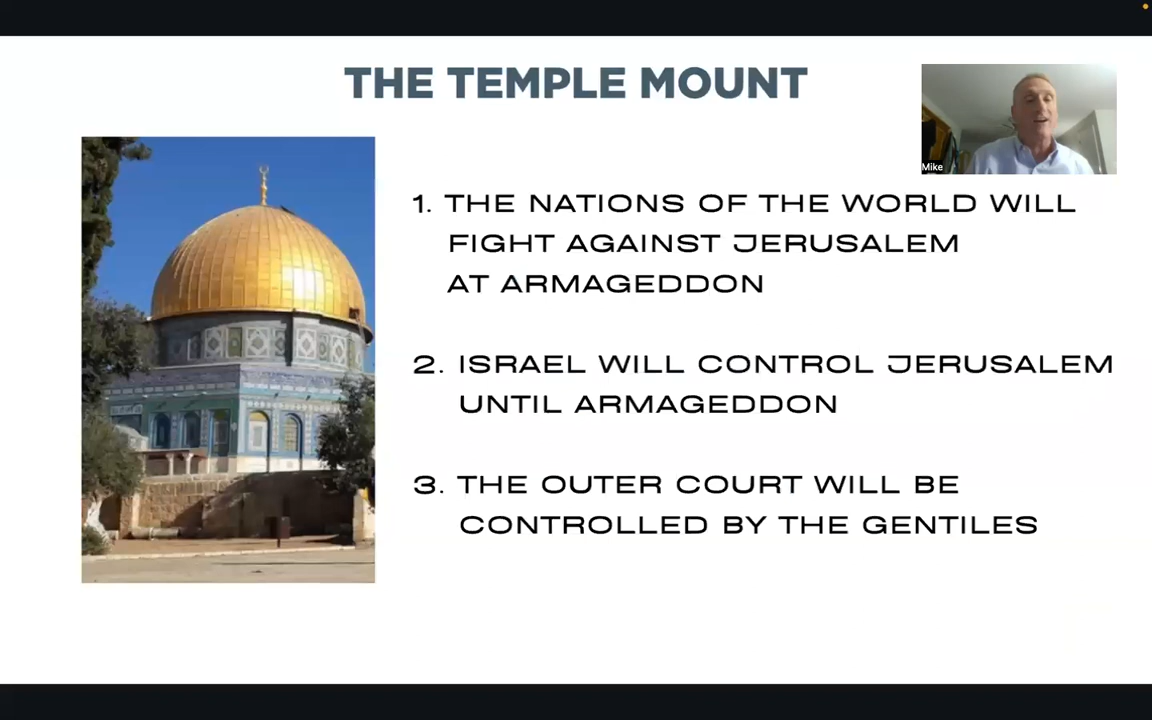 THE TEMPLE MOUNT
Mike
1. THE NATIONS OF THE WORLD WILL
FIGHT AGAINST JERUSALEM
AT ARMAGEDDON
2. ISRAEL WILL CONTROL JERUSALEM
UNTIL ARMAGEDDON
3. THE OUTER COURT WILL BE
CONTROLLED BY THE GENTILES